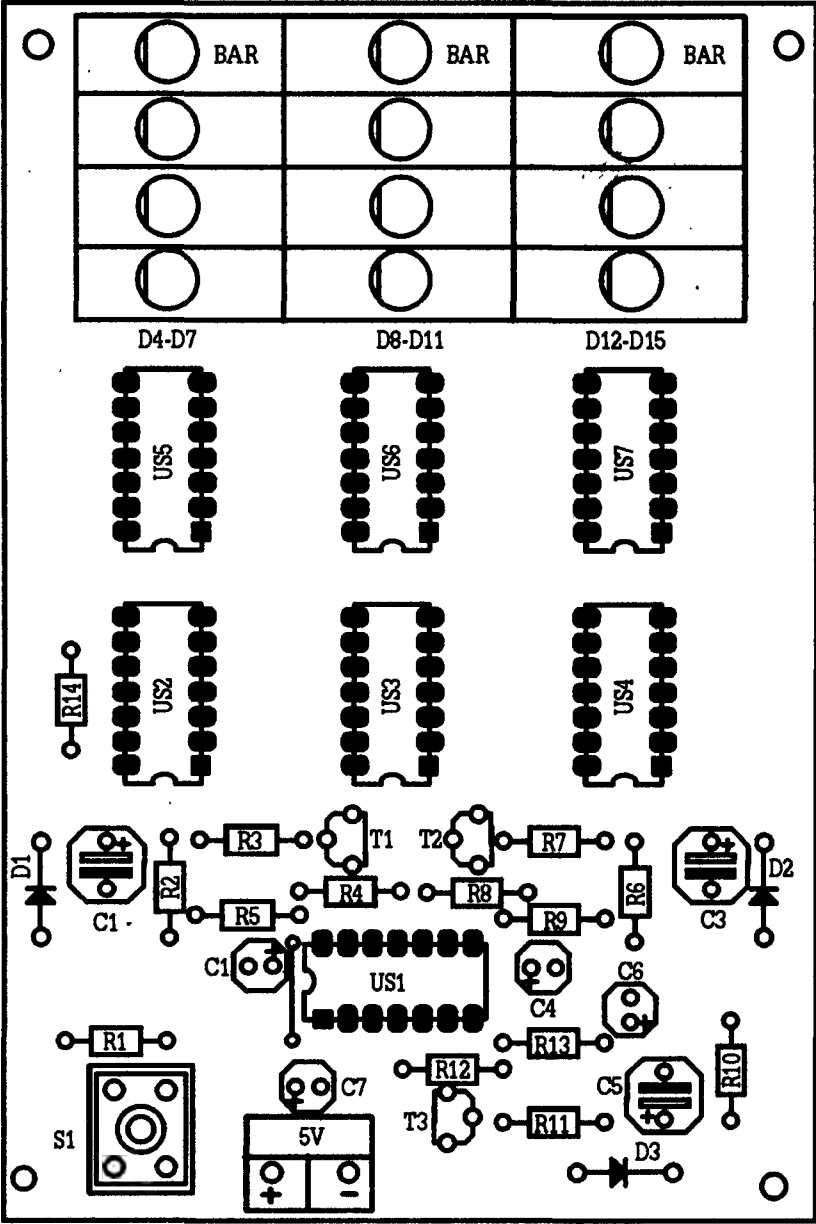 BAR BAR BAR
D4-D7 D8-D11 D12-D15
US5 US6 US7
R14 US2 US3 US4
D1 R3 T1 T2 R7 D2
R2 R4 R8 R6
C1 R5 R9 C3
C1 US1 C4 C6
R1 R12 R13 R10
C7 C5
S1 5V T3 R11
+ - D3